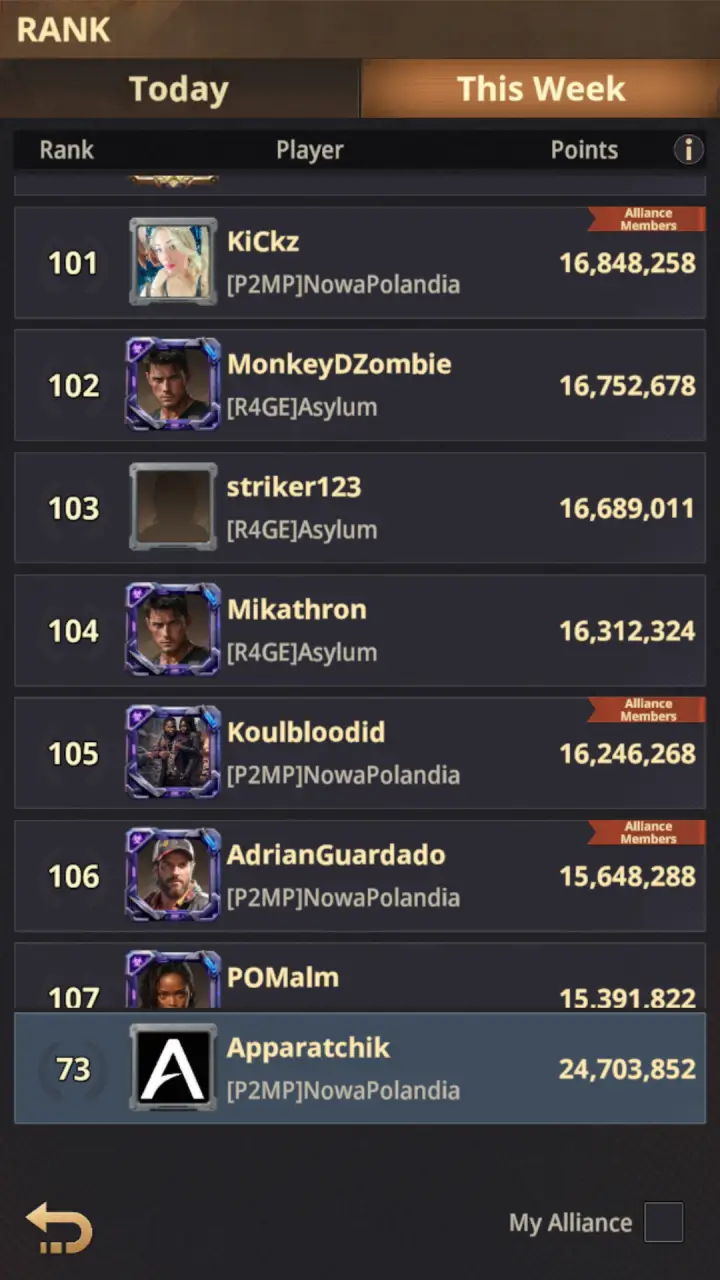 RANK
Today
This Week
Rank
Player
Points
i
Alliance
Members
101
KiCkz
[P2MP]NowaPolandia
16,848,258
102
MonkeyDZombie
[R4GE]Asylum
16,752,678
103
striker123
[R4GE]Asylum
16,689,011
104
Mikathron
[R4GE]Asylum
16,312,324
Alliance
Members
105
Koulbloodid
[P2MP]NowaPolandia
16,246,268
Alliance
Members
106
AdrianGuardado
[P2MP]NowaPolandia
15,648,288
107
POMalm
15,391,822
73
Apparatchik
[P2MP]NowaPolandia
24,703,852
My Alliance